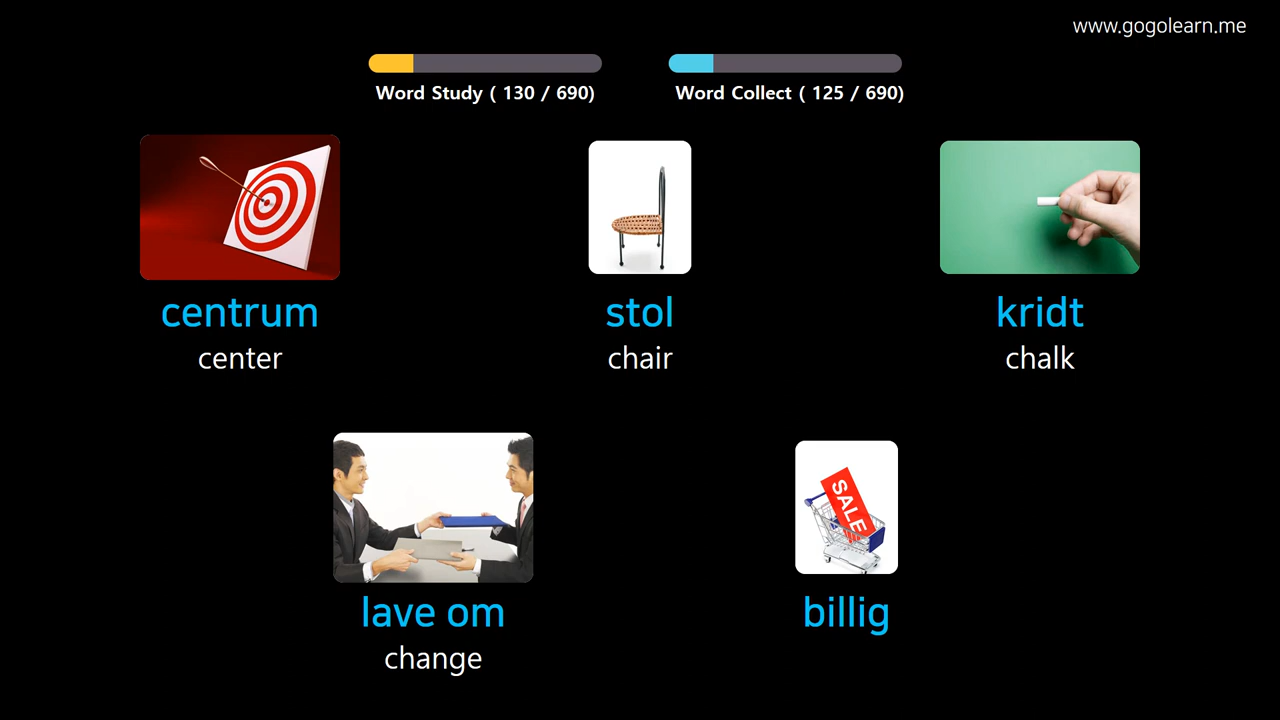 www.gogolearn.me
Word Study ( 130 / 690)
Word Collect ( 125 / 690)
centrum
center
stol
chair
kridt
chalk
lave om
change
SALE
billig